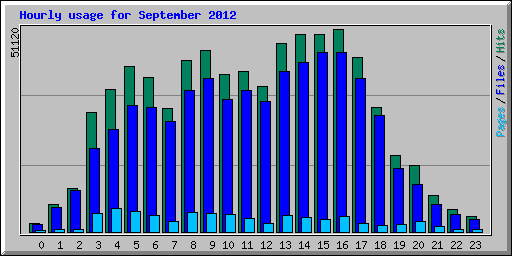 Hourly usage for September 2012
51120
Pages/Files/Hits
0 1 2 3 4 5 6 7 8 9 10 11 12 13 14 15 16 17 18 19 20 21 22 23